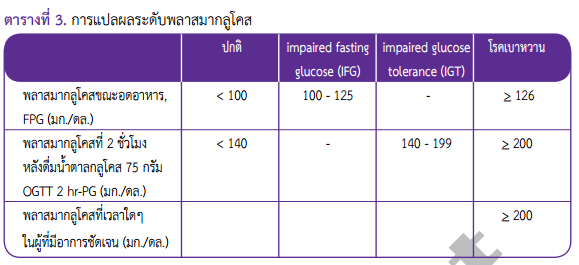 ตารางที่ 3. การแปลผลระดับพลาสมากลูโคส
ปกติ impaired fasting glucose (IFG) impaired glucose tolerance (IGT) โรคเบาหวาน
พลาสมากลูโคสขณะอดอาหาร, < 100 100 - 125 - ≥ 126
FPG (มก./ดล.)
พลาสมากลูโคสที่ 2 ชั่วโมง < 140 - 140 - 199 ≥ 200
หลังดื่มน้ำตาลกลูโคส 75 กรัม
OGTT 2 hr-PG (มก./ดล.)
พลาสมากลูโคสที่เวลาใดๆ ≥ 200
ในผู้ที่มีอาการชัดเจน (มก./ดล.)